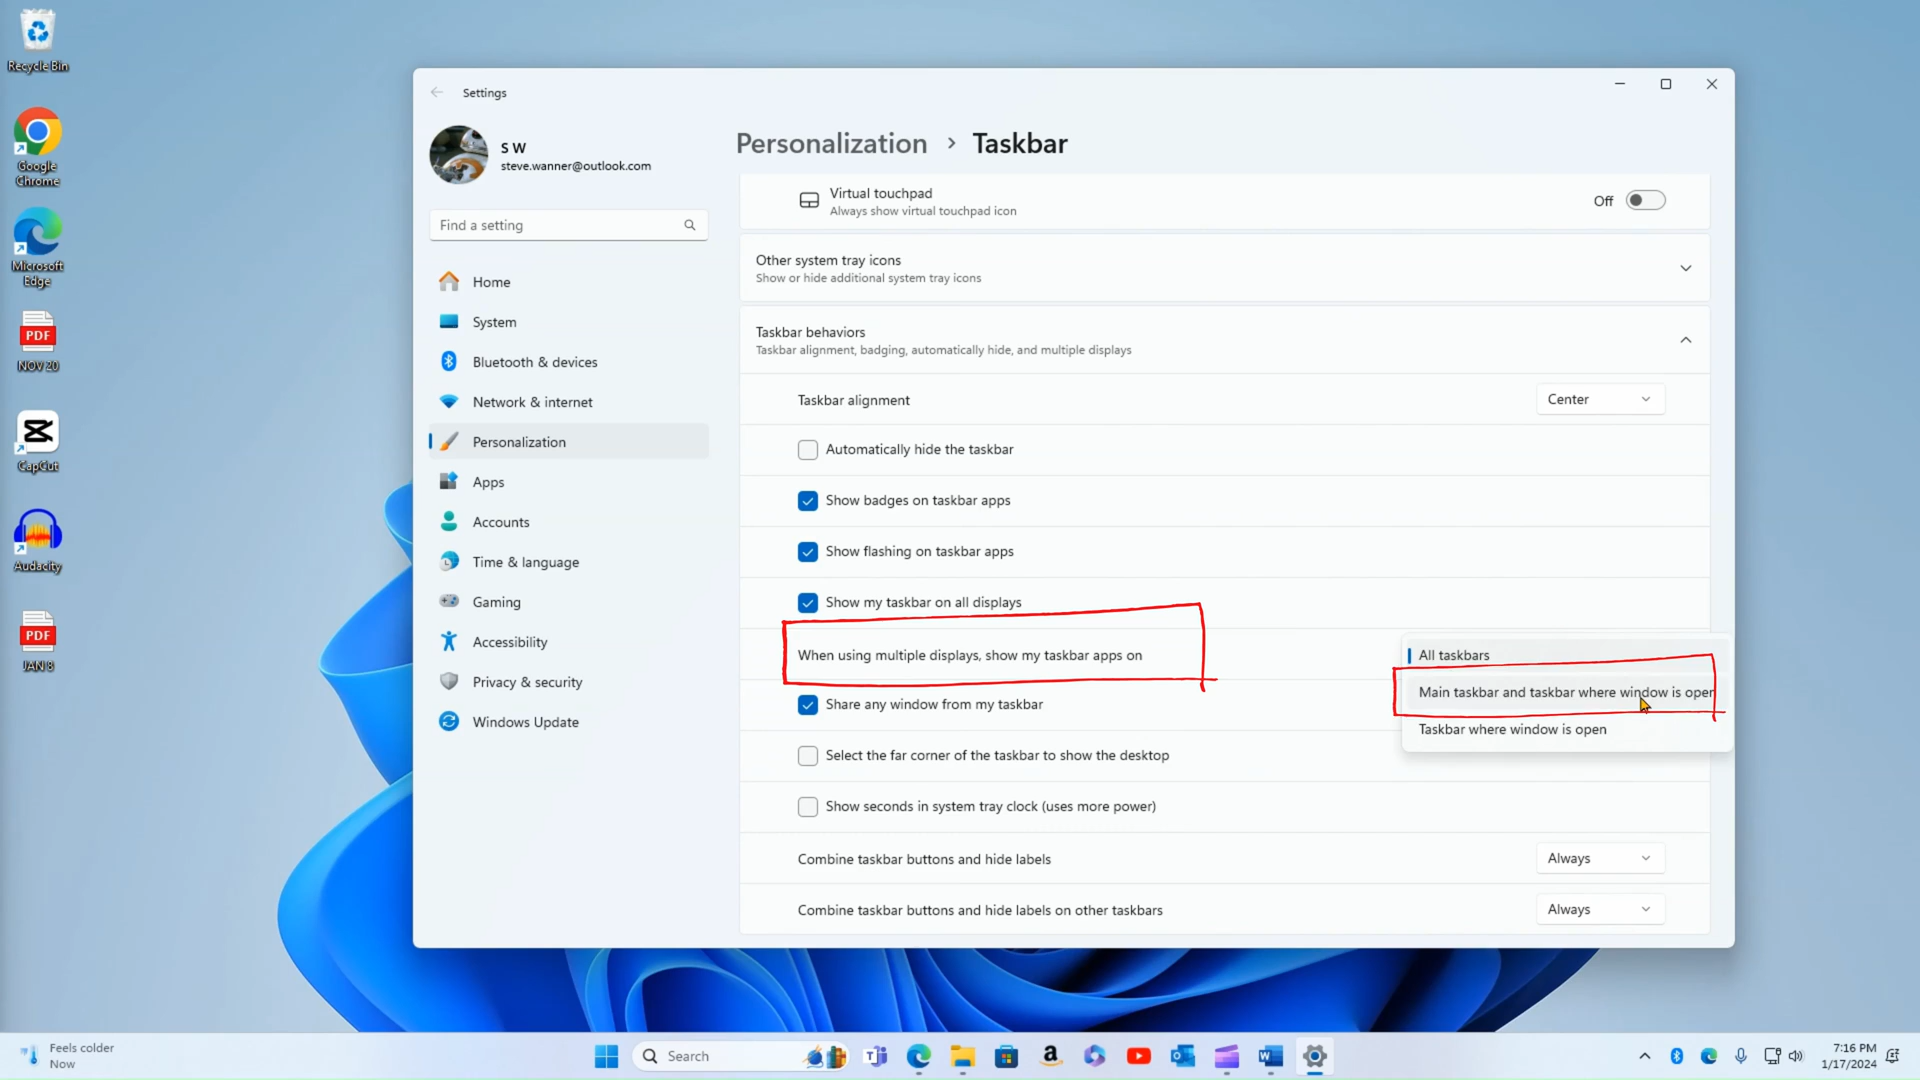 Recycle Bin
Google
Chrome
Microsoft
Edge
PDF
NOV 20
CapCut
Audacity
PDF
JAN 8
Settings
S W
steve.wanner@outlook.com
Find a setting
Home
System
Bluetooth & devices
Network & internet
Personalization
Apps
Accounts
Time & language
Gaming
Accessibility
Privacy & security
Windows Update
Personalization > Taskbar
Virtual touchpad
Always show virtual touchpad icon
Off
Other system tray icons
Show or hide additional system tray icons
Taskbar behaviors
Taskbar alignment, badging, automatically hide, and multiple displays
Taskbar alignment
Center
Automatically hide the taskbar
Show badges on taskbar apps
Show flashing on taskbar apps
Show my taskbar on all displays
When using multiple displays, show my taskbar apps on
All taskbars
Main taskbar and taskbar where window is open
Taskbar where window is open
Share any window from my taskbar
Select the far corner of the taskbar to show the desktop
Show seconds in system tray clock (uses more power)
Combine taskbar buttons and hide labels
Always
Combine taskbar buttons and hide labels on other taskbars
Always
Feels colder
Now
Search
7:16 PM
1/17/2024